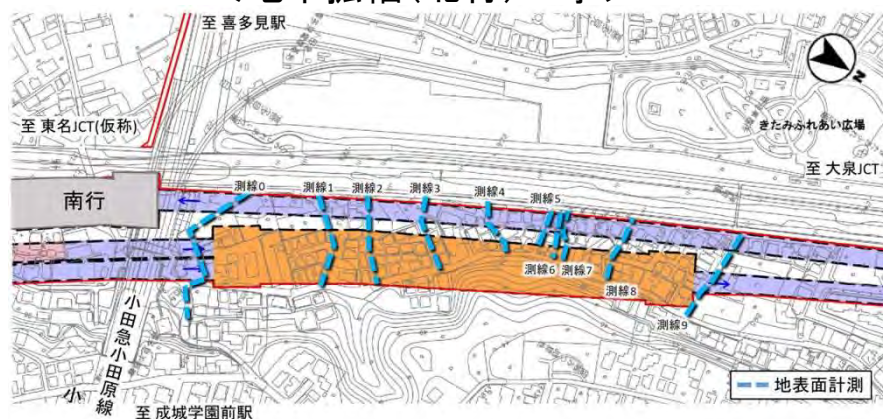 至 喜多見駅
N
至 東名JCT(仮称)
きたみふれあい広場
至 大泉JCT
南行
測線0
測線1
測線2
測線3
測線4
測線5
測線6
測線7
測線8
測線9
小田急小田原線
小
地表面計測
至 成城学園前駅